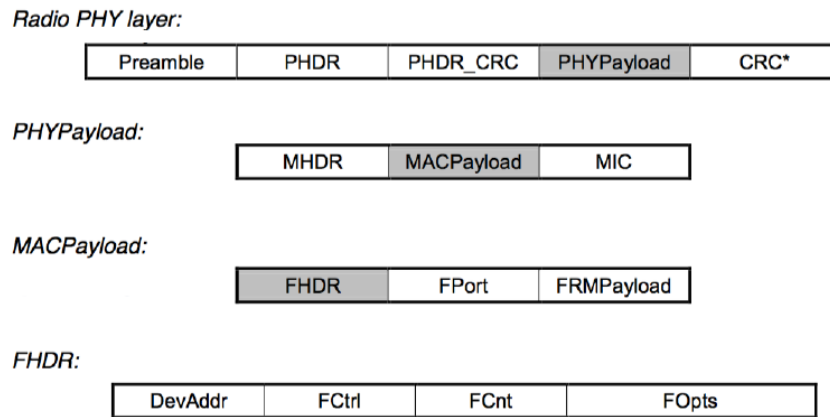 Radio PHY layer:
Preamble PHDR PHDR_CRC PHYPayload CRC*
PHYPayload:
MHDR MACPayload MIC
MACPayload:
FHDR FPort FRMPayload
FHDR:
DevAddr FCtrl FCnt FOpts